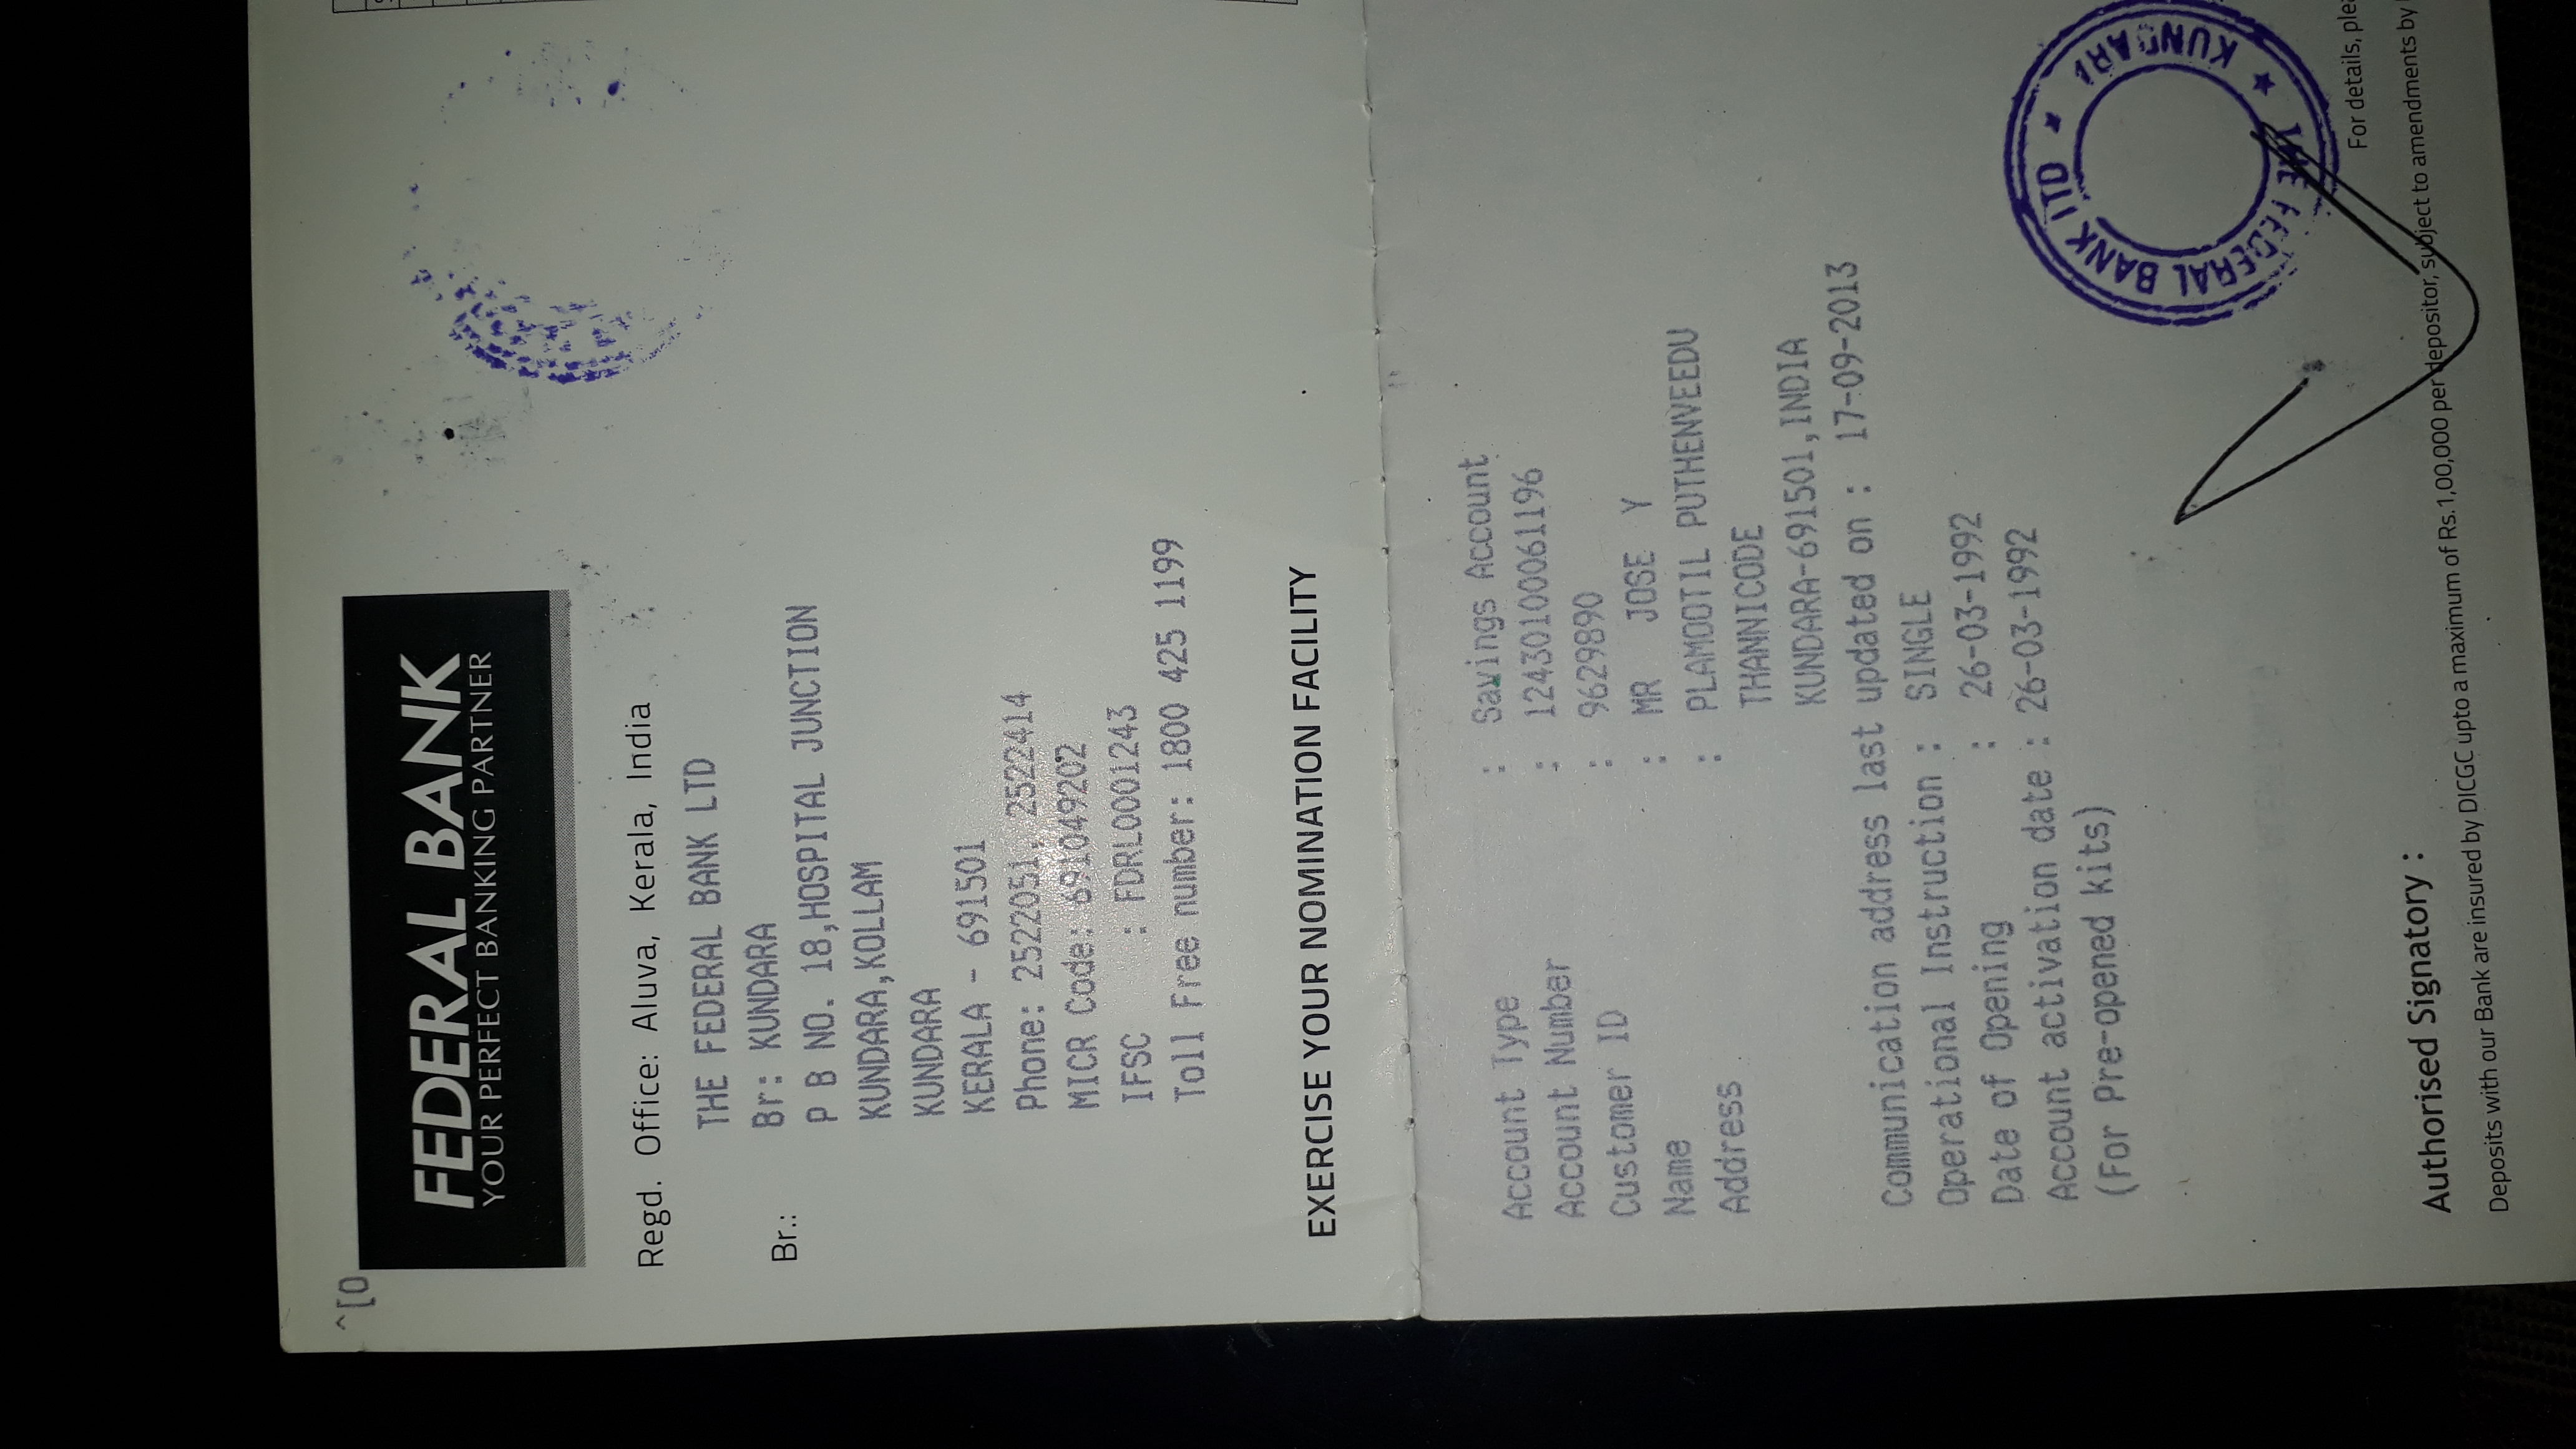 ^[0
FEDERAL BANK
YOUR PERFECT BANKING PARTNER
Regd. Office: Aluva, Kerala, India
THE FEDERAL BANK LTD
Br.: Br: KUNDARA
P B NO. 18,HOSPITAL JUNCTION
KUNDARA,KOLLAM
KUNDARA
KERALA - 691501
Phone: 2522051, 2522414
MICR Code: 691049202
IFSC : FDRL0001243
Toll Free number: 1800 425 1199
EXERCISE YOUR NOMINATION FACILITY
Account Type : Savings Account
Account Number : 12430100061196
Customer ID : 9629890
Name : MR JOSE Y
Address : PLAMOOTIL PUTHENVEEDU
THANNICODE
KUNDARA-691501,INDIA
Communication address last updated on : 17-09-2013
Operational Instruction : SINGLE
Date of Opening : 26-03-1992
Account activation date : 26-03-1992
(For Pre-opened kits)
THE FEDERAL BANK LTD ★ KUNDARA ★
For details,
Authorised Signatory :
Deposits with our Bank are insured by DICGC upto a maximum of Rs.1,00,000 per depositor, subject to amendments by